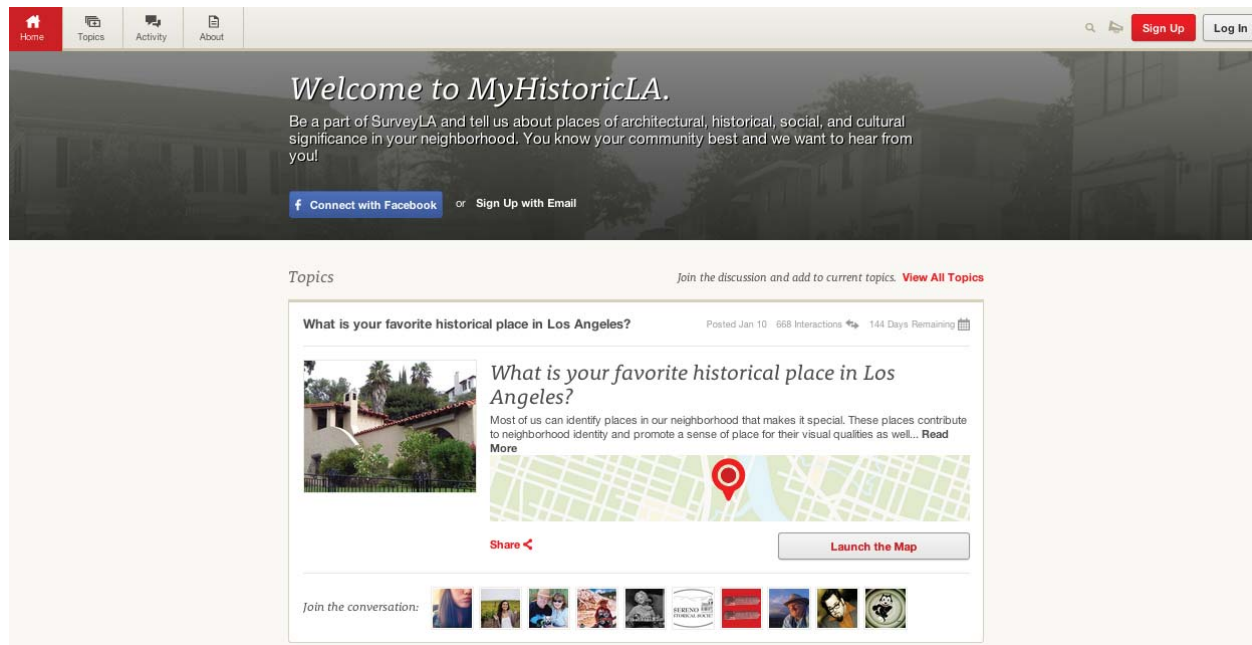 Home
Topics
Activity
About
Sign Up
Log In
Welcome to MyHistoricLA.
Be a part of SurveyLA and tell us about places of architectural, historical, social, and cultural
significance in your neighborhood. You know your community best and we want to hear from
you!
f Connect with Facebook or Sign Up with Email
Topics
Join the discussion and add to current topics. View All Topics
What is your favorite historical place in Los Angeles?
Posted Jan 10 668 Interactions 144 Days Remaining
What is your favorite historical place in Los
Angeles?
Most of us can identify places in our neighborhood that makes it special. These places contribute
to neighborhood identity and promote a sense of place for their visual qualities as well... Read
More
Share
Launch the Map
Join the conversation: